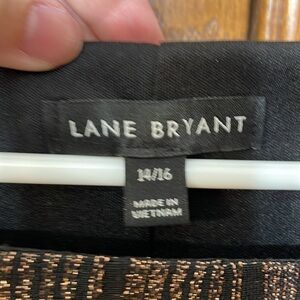 LANE BRYANT
14/16
MADE IN
VIETNAM